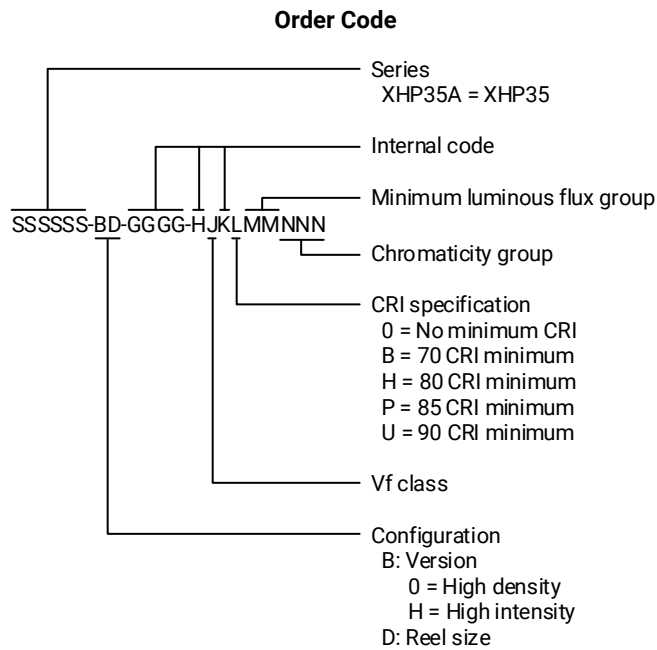 Order Code
Series
XHP35A = XHP35
Internal code
Minimum luminous flux group
SSSSSS-BD-GGGG-HJKLMMNNN
Chromaticity group
CRI specification
0 = No minimum CRI
B = 70 CRI minimum
H = 80 CRI minimum
P = 85 CRI minimum
U = 90 CRI minimum
Vf class
Configuration
B: Version
0 = High density
H = High intensity
D: Reel size